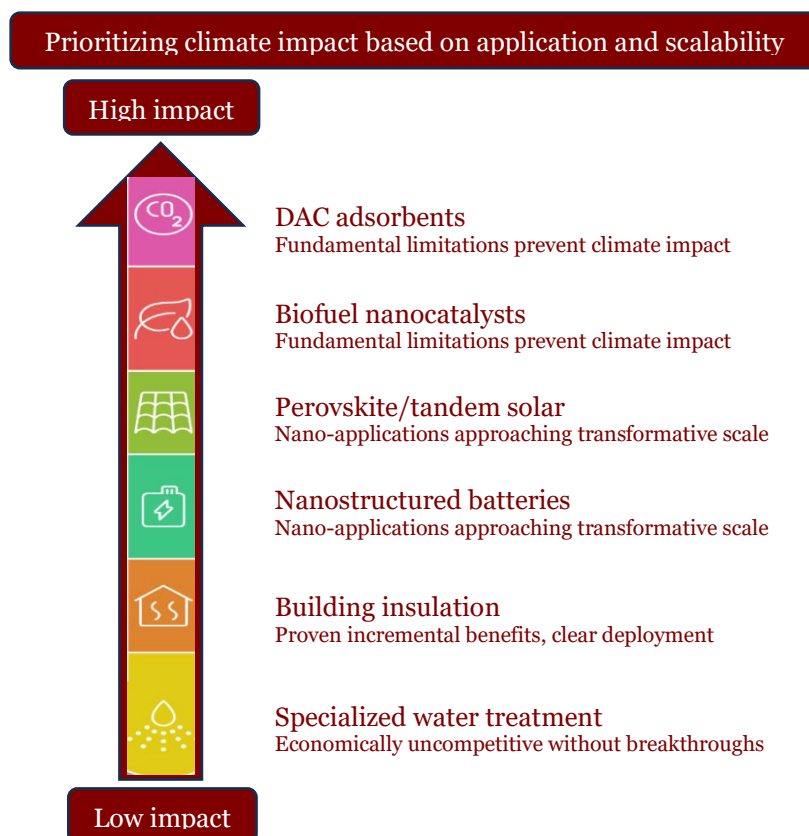 Prioritizing climate impact based on application and scalability
High impact
CO2
DAC adsorbents
Fundamental limitations prevent climate impact
Biofuel nanocatalysts
Fundamental limitations prevent climate impact
Perovskite/tandem solar
Nano-applications approaching transformative scale
Nanostructured batteries
Nano-applications approaching transformative scale
Building insulation
Proven incremental benefits, clear deployment
Specialized water treatment
Economically uncompetitive without breakthroughs
Low impact